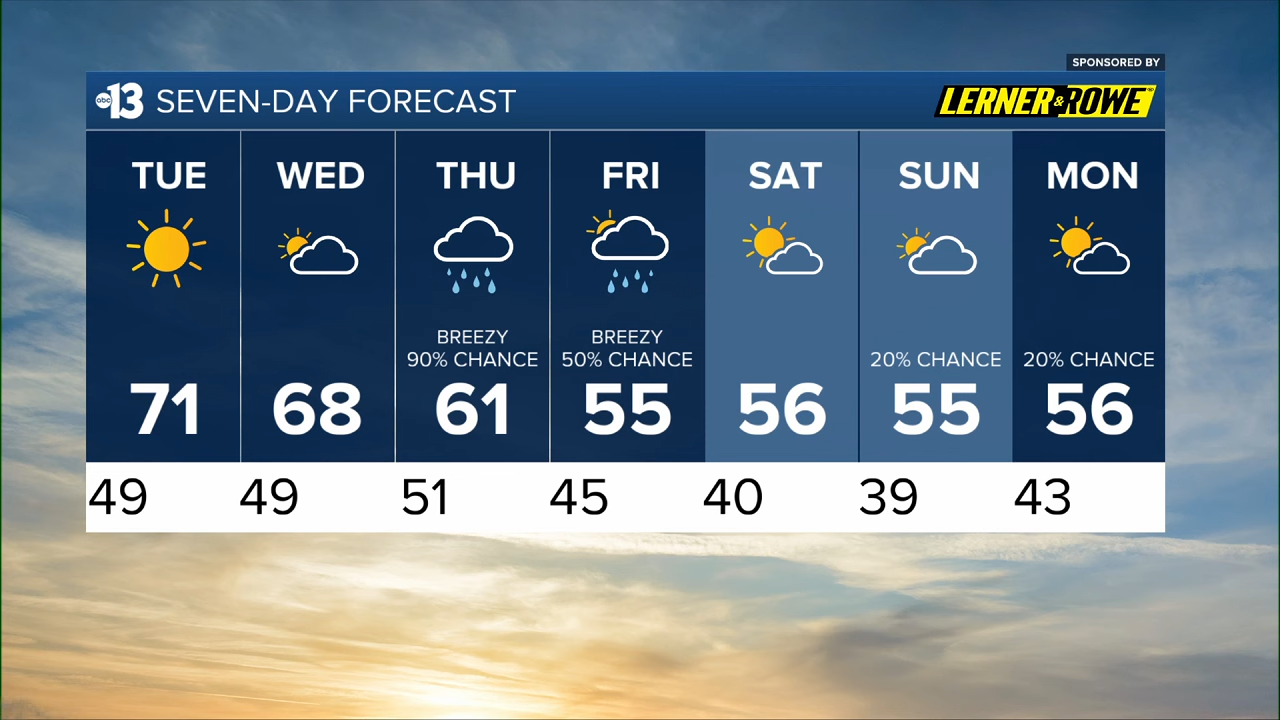 SPONSORED BY
abc 13 SEVEN-DAY FORECAST
LERNER & ROWE®
TUE WED THU FRI SAT SUN MON
BREEZY BREEZY
90% CHANCE 50% CHANCE 20% CHANCE 20% CHANCE
71 68 61 55 56 55 56
49 49 51 45 40 39 43